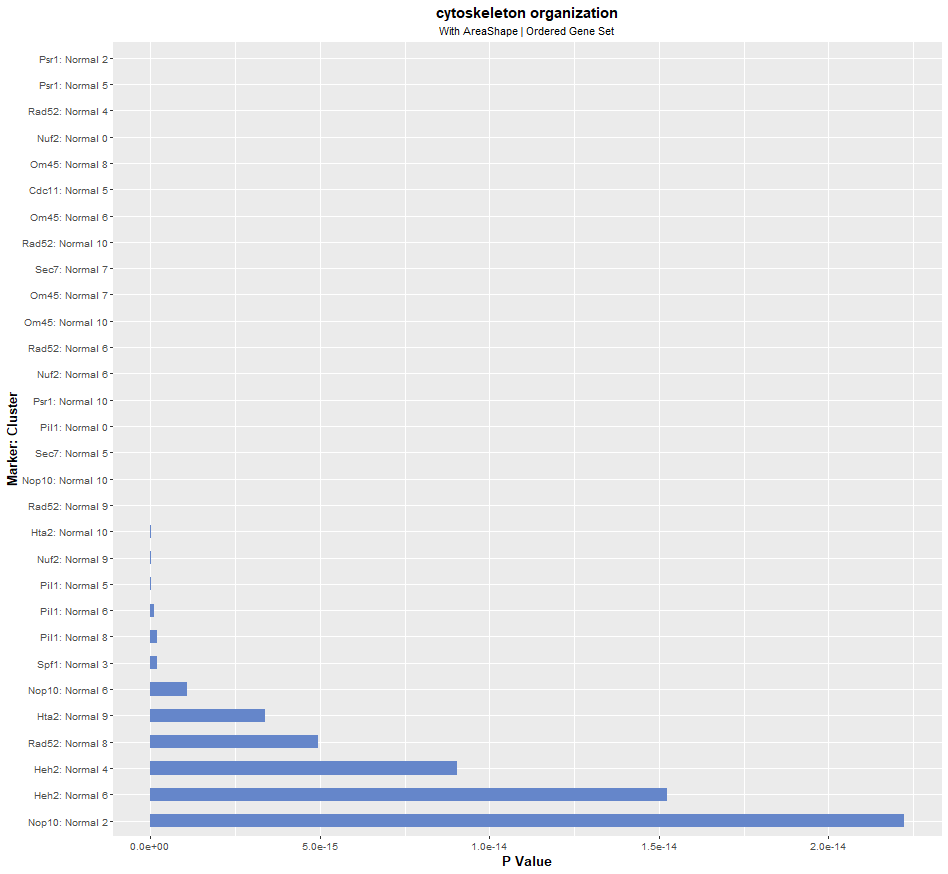 cytoskeleton organization
With AreaShape | Ordered Gene Set
Marker: Cluster
Psr1: Normal 2
Psr1: Normal 5
Rad52: Normal 4
Nuf2: Normal 0
Om45: Normal 8
Cdc11: Normal 5
Om45: Normal 6
Rad52: Normal 10
Sec7: Normal 7
Om45: Normal 7
Om45: Normal 10
Rad52: Normal 6
Nuf2: Normal 6
Psr1: Normal 10
Pil1: Normal 0
Sec7: Normal 5
Nop10: Normal 10
Rad52: Normal 9
Hta2: Normal 10
Nuf2: Normal 9
Pil1: Normal 5
Pil1: Normal 6
Pil1: Normal 8
Spf1: Normal 3
Nop10: Normal 6
Hta2: Normal 9
Rad52: Normal 8
Heh2: Normal 4
Heh2: Normal 6
Nop10: Normal 2
0.0e+00 5.0e-15 1.0e-14 1.5e-14 2.0e-14
P Value